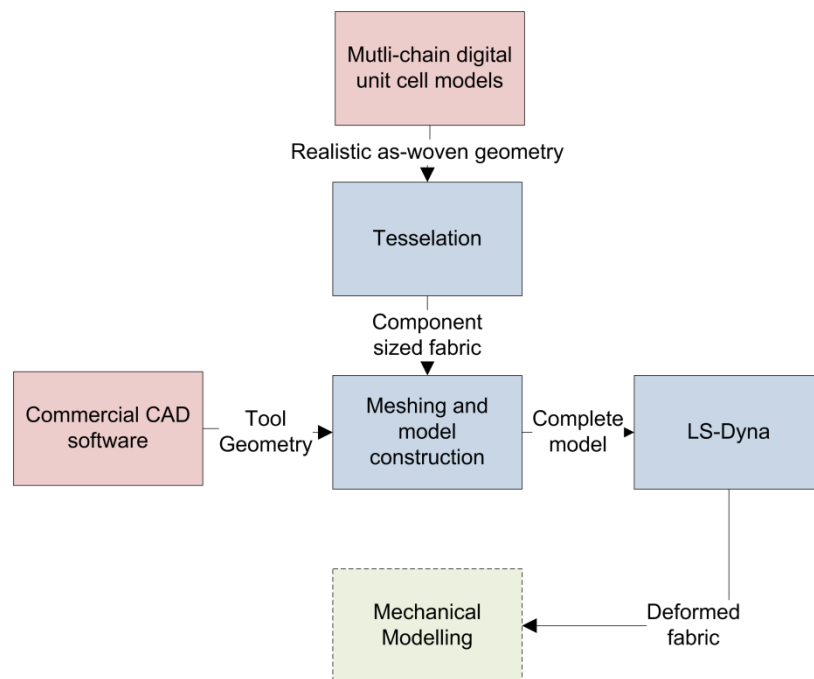 Mutli-chain digital
unit cell models
Realistic as-woven geometry
Tesselation
Component
sized fabric
Commercial CAD
software
Tool
Geometry
Meshing and
model
construction
Complete
model
LS-Dyna
Mechanical
Modelling
Deformed
fabric